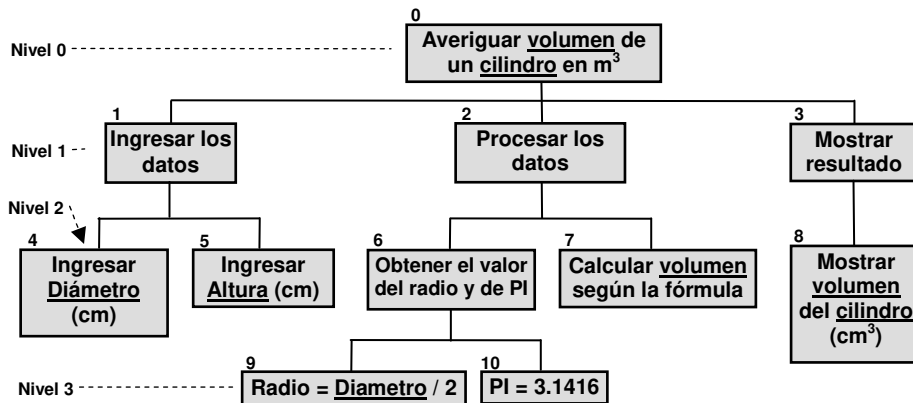 0
Nivel 0
Averiguar volumen de
un cilindro en m³
1
2
3
Nivel 1
Ingresar los
datos
Procesar los
datos
Mostrar
resultado
Nivel 2
4
5
6
7
8
Ingresar
Diámetro
(cm)
Ingresar
Altura (cm)
Obtener el valor
del radio y de PI
Calcular volumen
según la fórmula
Mostrar
volumen
del cilindro
(cm³)
9
10
Nivel 3
Radio = Diametro / 2
PI = 3.1416